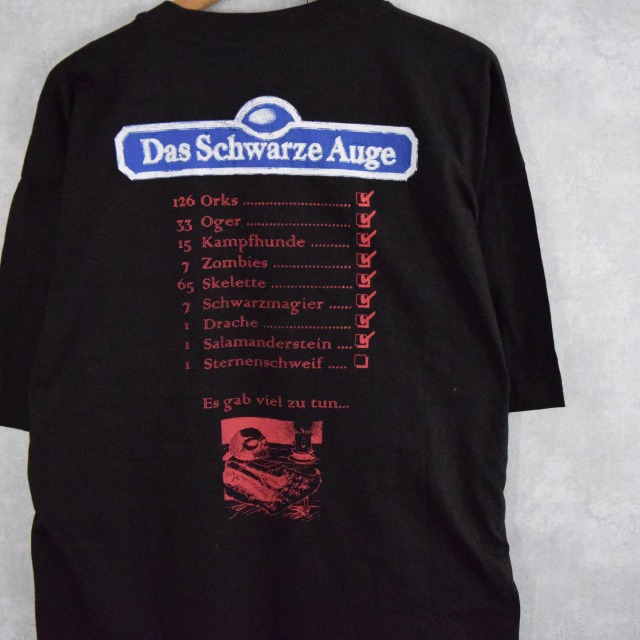 Das Schwarze Auge
126 Orks ........................
33 Oger ........................
15 Kampfhunde .........
7 Zombies ...................
65 Skelette ...................
7 Schwarzmagier .....
1 Drache .....................
1 Salamanderstein ....
1 Sternenschweif .....
Es gab viel zu tun...